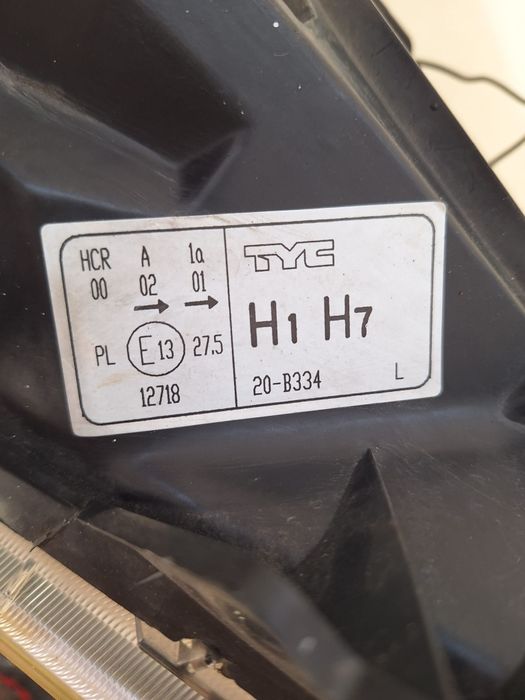 HCR A 1a
00 02 01
→ →
PL E13 27.5
12718
TYC
H1 H7
20-B334 L